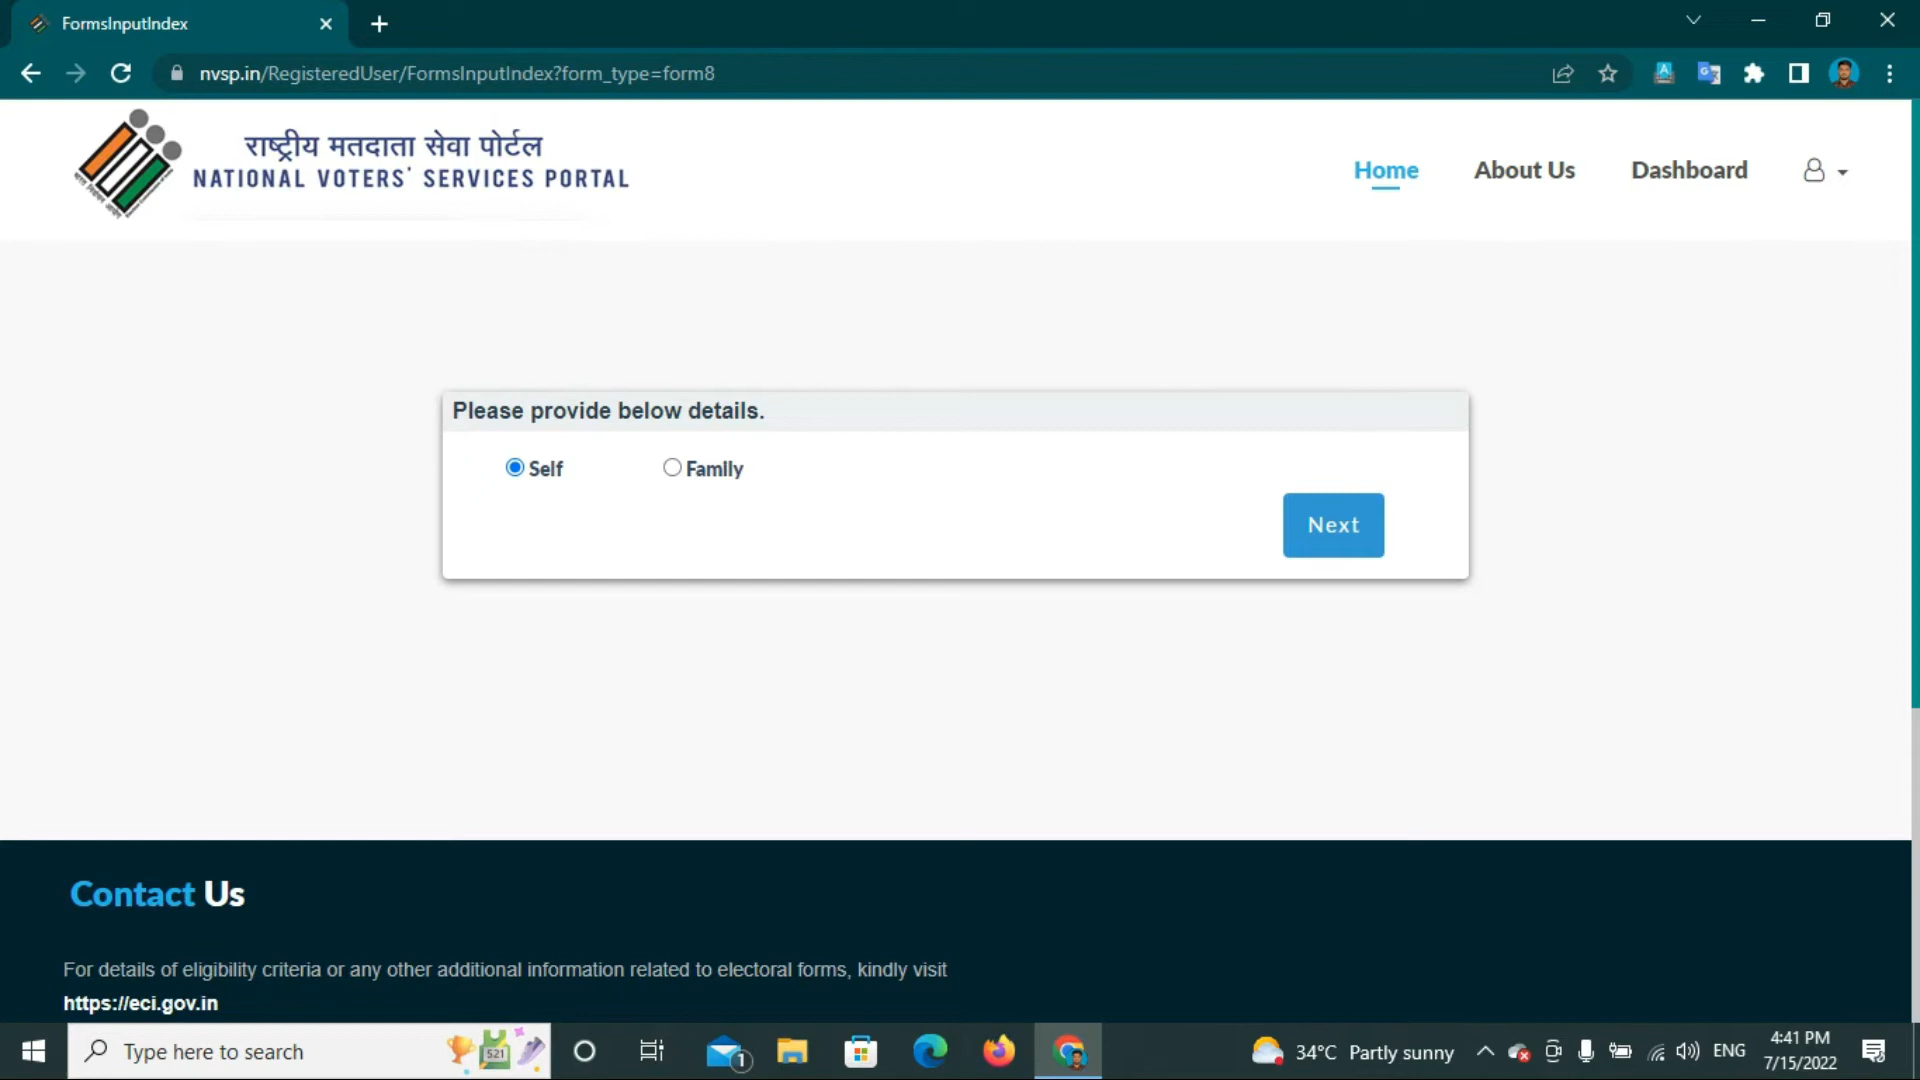 FormsInputIndex
nvsp.in/RegisteredUser/FormsInputIndex?form_type=form8
राष्ट्रीय मतदाता सेवा पोर्टल
NATIONAL VOTERS' SERVICES PORTAL
Home
About Us
Dashboard
Please provide below details.
Self
Family
Next
Contact Us
For details of eligibility criteria or any other additional information related to electoral forms, kindly visit
https://eci.gov.in
Type here to search
521
1
34°C Partly sunny
ENG
4:41 PM
7/15/2022